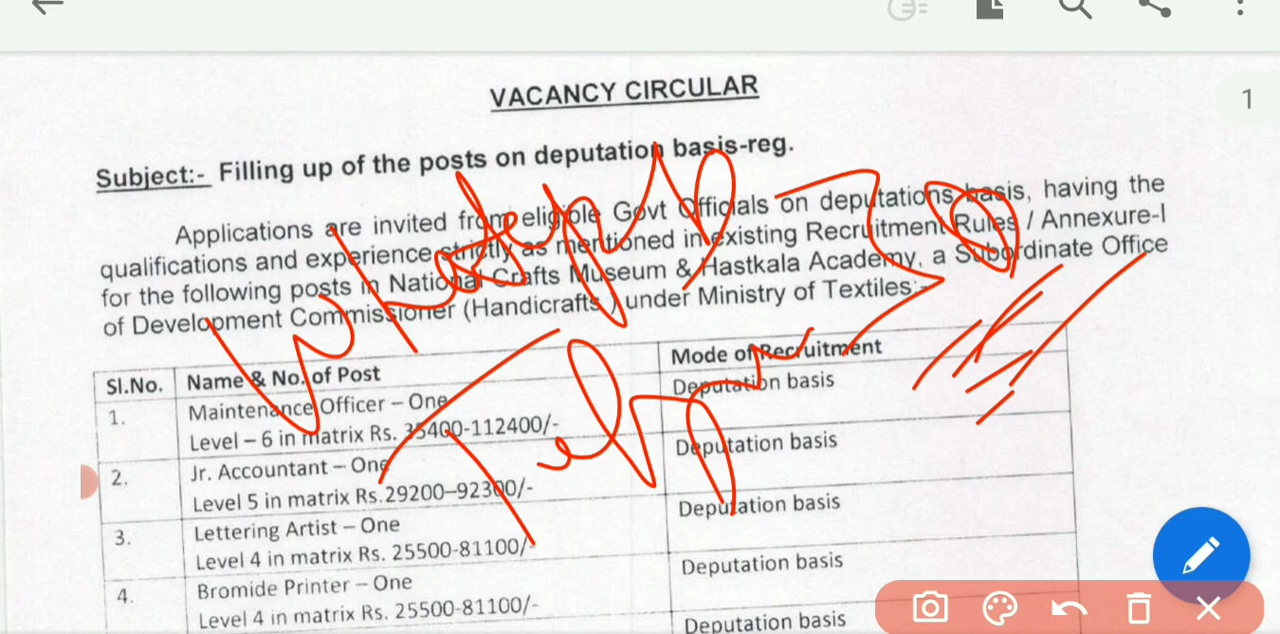 VACANCY CIRCULAR
1
Subject:- Filling up of the posts on deputation basis-reg.
Applications are invited from eligible Govt Officials on deputations basis, having the
qualifications and experience strictly as mentioned in existing Recruitment Rules / Annexure-I
for the following posts in National Crafts Museum & Hastkala Academy, a Subordinate Office
of Development Commissioner (Handicrafts ) under Ministry of Textiles:-
Sl.No. Name & No. of Post Mode of Recruitment
1. Maintenance Officer – One Deputation basis
Level – 6 in matrix Rs. 35400-112400/-
2. Jr. Accountant – One Deputation basis
Level 5 in matrix Rs.29200–92300/-
3. Lettering Artist – One Deputation basis
Level 4 in matrix Rs. 25500-81100/-
4. Bromide Printer – One Deputation basis
Level 4 in matrix Rs. 25500-81100/-
Deputation basis